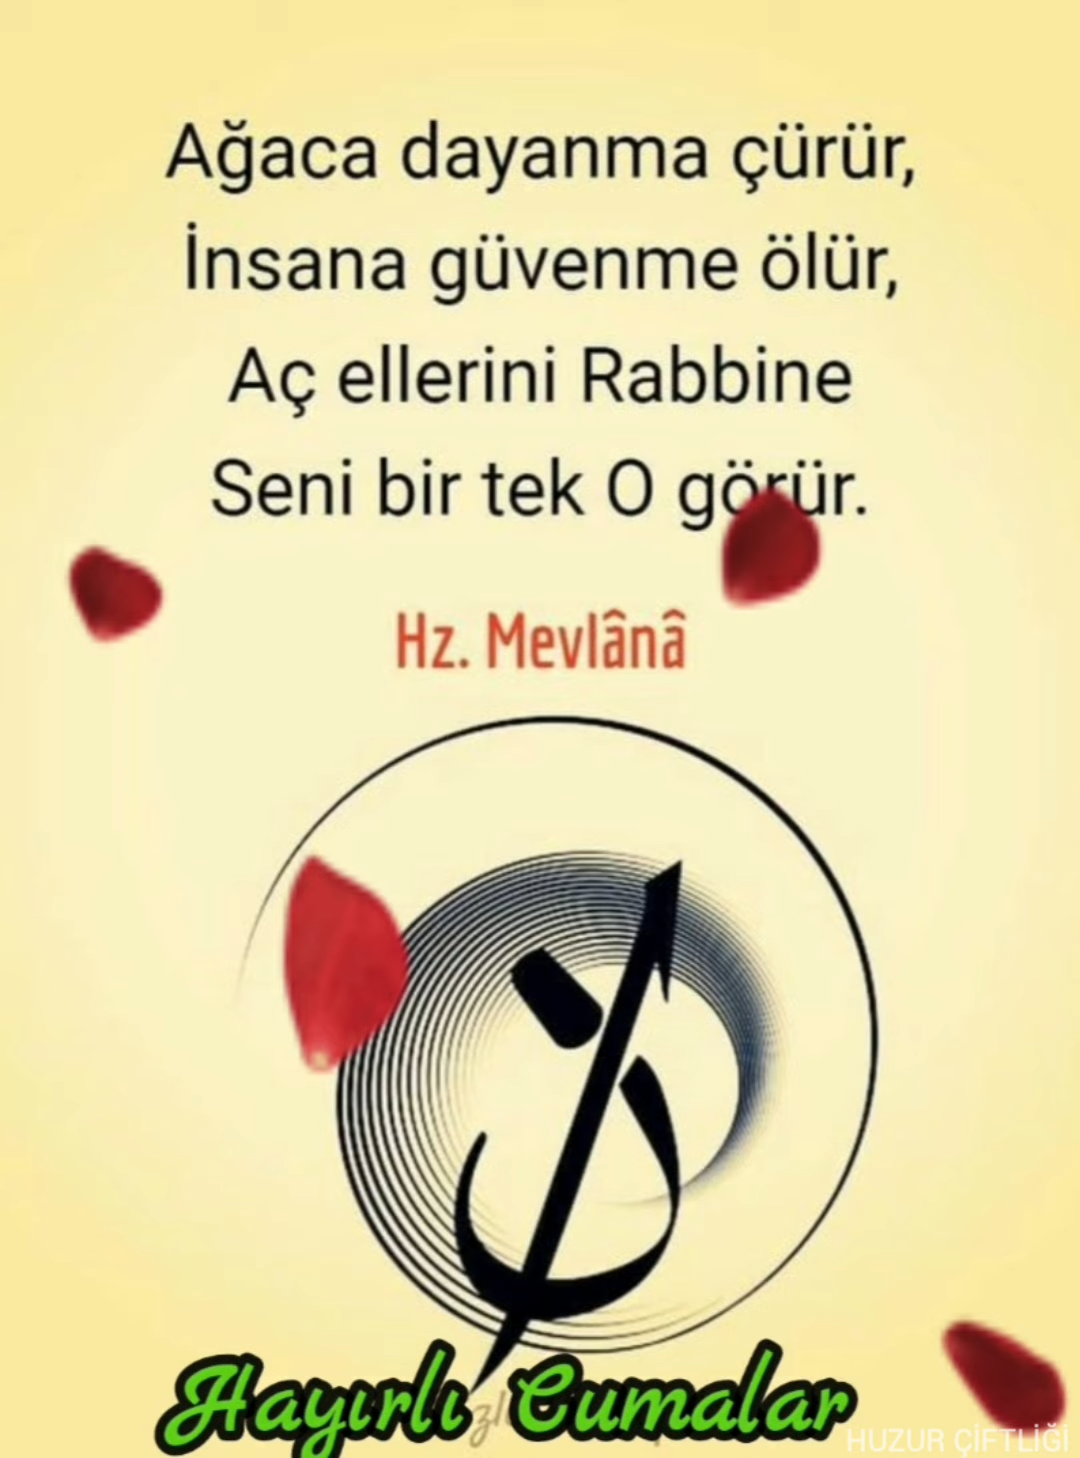 Ağaca dayanma çürür,
İnsana güvenme ölür,
Aç ellerini Rabbine
Seni bir tek O görür.
Hz. Mevlânâ
Hayırlı Cumalar
HUZUR ÇİFTLİĞİ